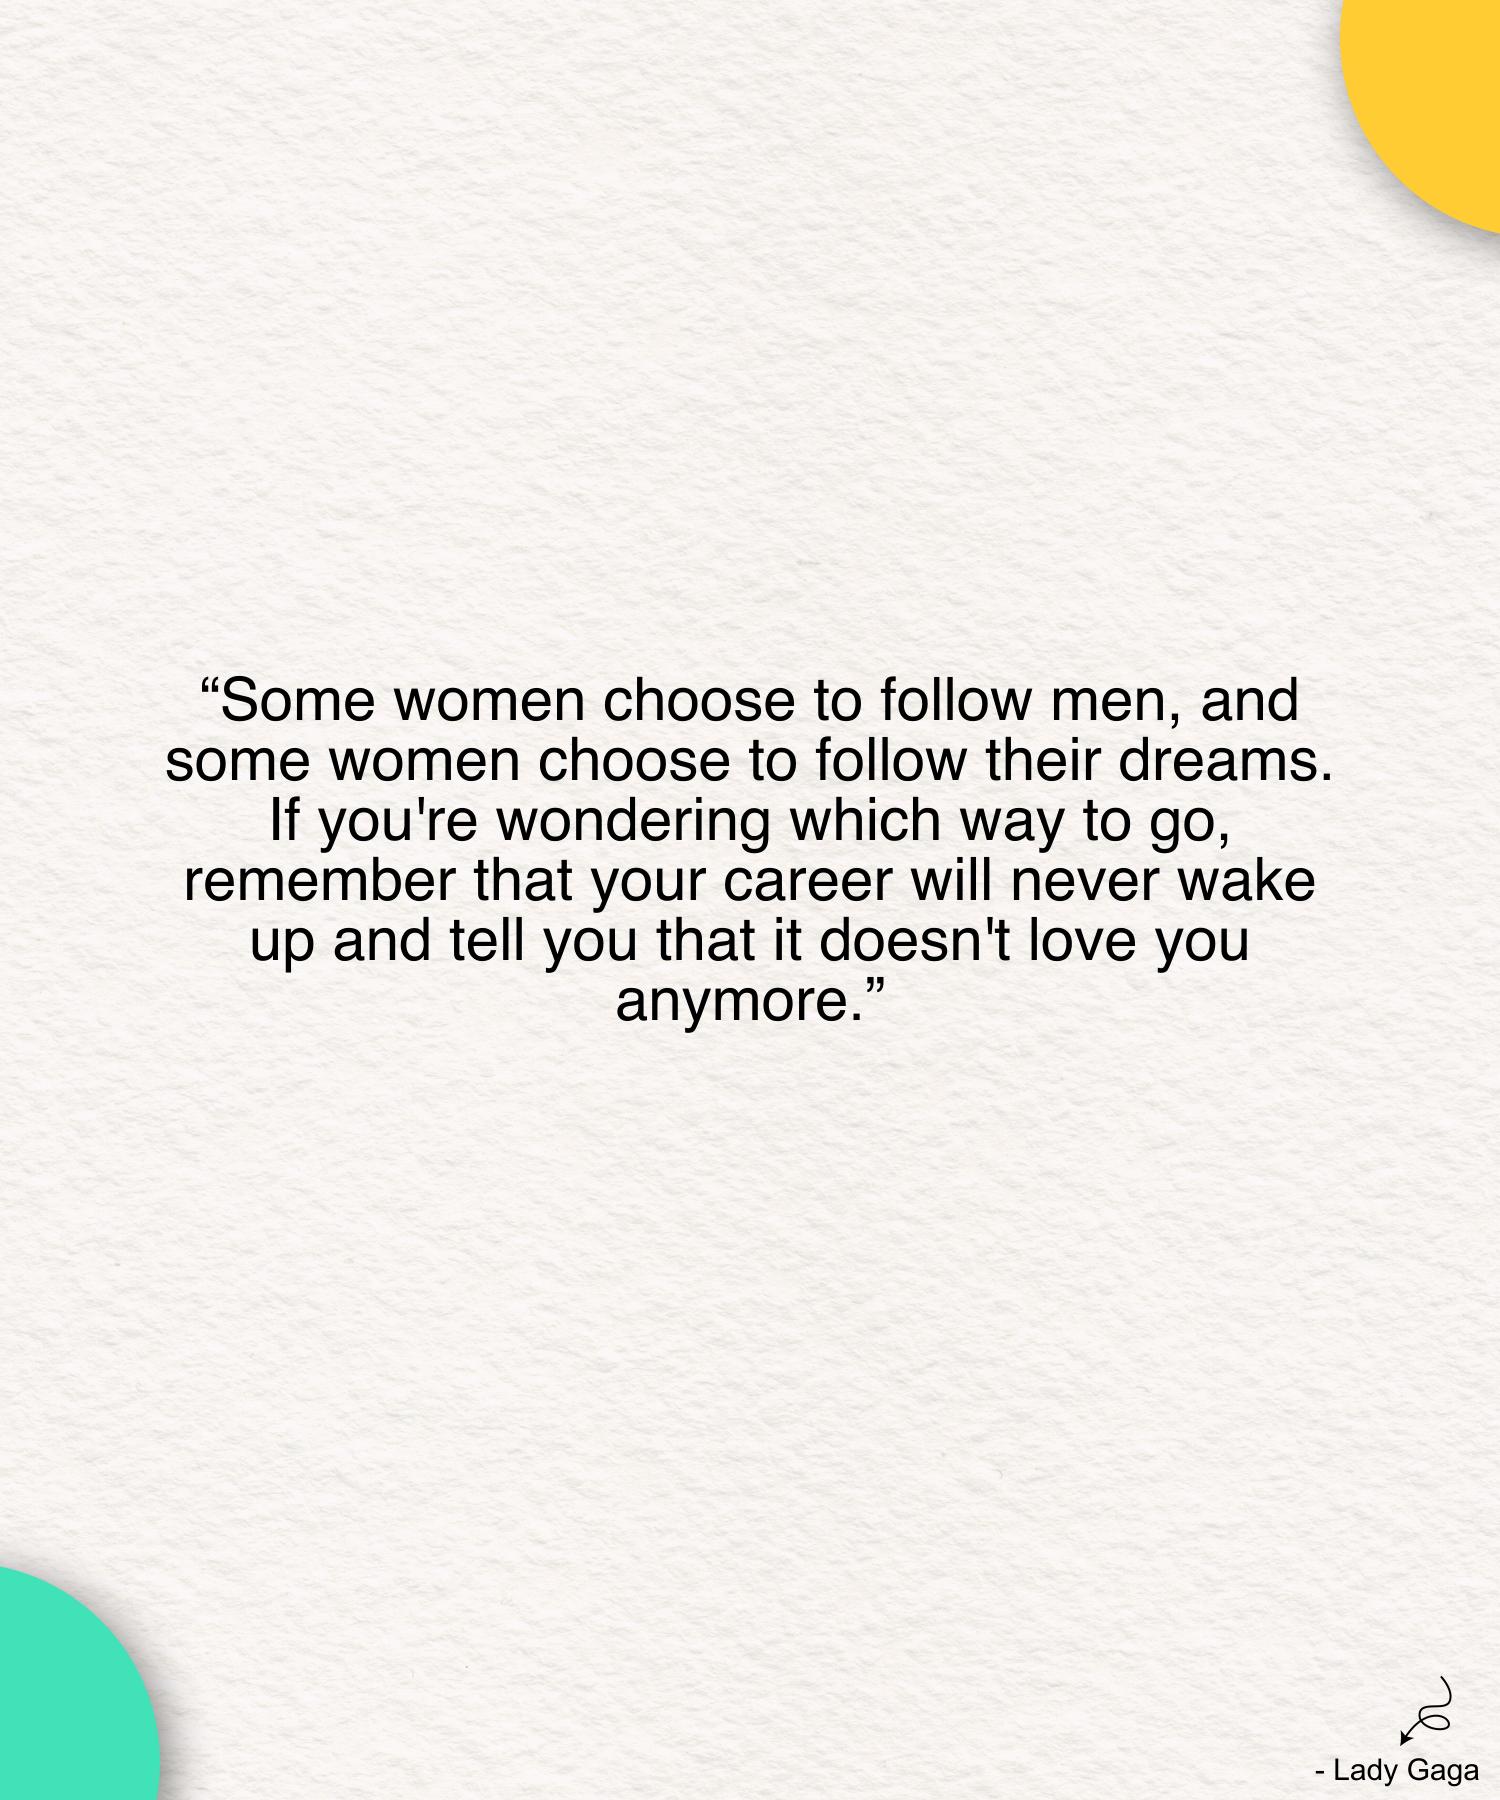 “Some women choose to follow men, and
some women choose to follow their dreams.
If you're wondering which way to go,
remember that your career will never wake
up and tell you that it doesn't love you
anymore.”
- Lady Gaga